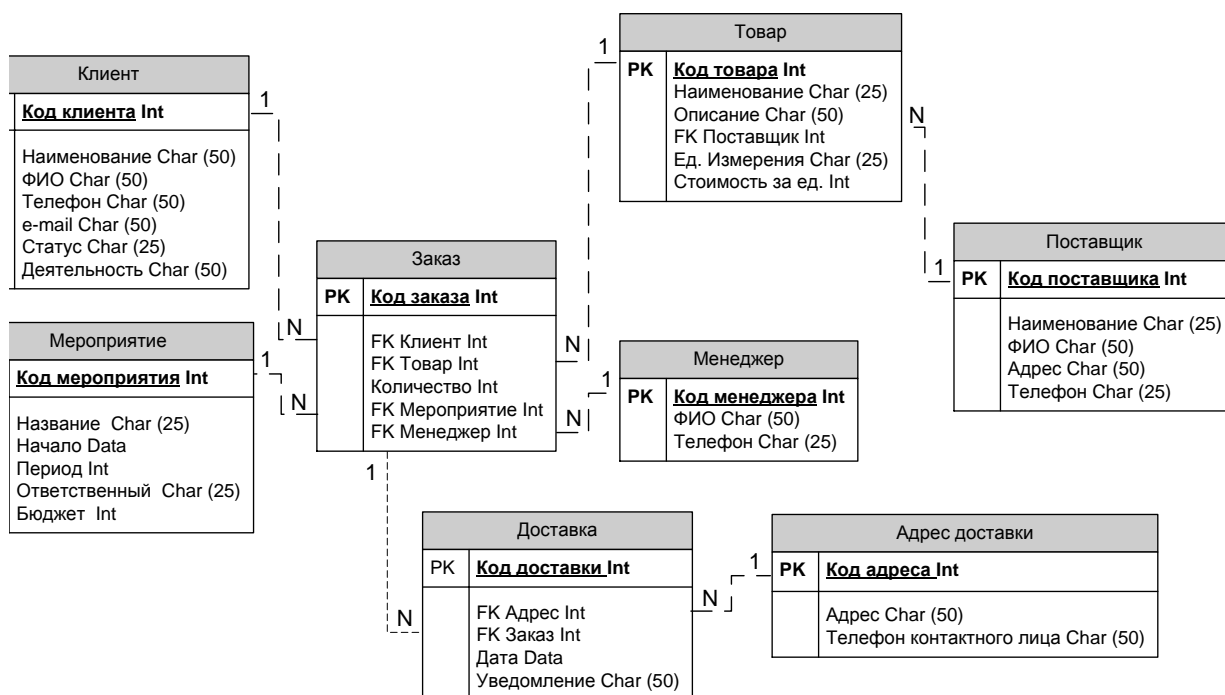 Клиент
Код клиента Int
Наименование Char (50)
ФИО Char (50)
Телефон Char (50)
e-mail Char (50)
Статус Char (25)
Деятельность Char (50)
1
N
Товар
PK Код товара Int
Наименование Char (25)
Описание Char (50)
FK Поставщик Int
Ед. Измерения Char (25)
Стоимость за ед. Int
1
N
N
1
Поставщик
PK Код поставщика Int
Наименование Char (25)
ФИО Char (50)
Адрес Char (50)
Телефон Char (25)
Заказ
PK Код заказа Int
FK Клиент Int
FK Товар Int
Количество Int
FK Мероприятие Int
FK Менеджер Int
Мероприятие
Код мероприятия Int
Название Char (25)
Начало Data
Период Int
Ответственный Char (25)
Бюджет Int
1
N
Менеджер
PK Код менеджера Int
ФИО Char (50)
Телефон Char (25)
1
N
1
N
Доставка
PK Код доставки Int
FK Адрес Int
FK Заказ Int
Дата Data
Уведомление Char (50)
N
1
Адрес доставки
PK Код адреса Int
Адрес Char (50)
Телефон контактного лица Char (50)